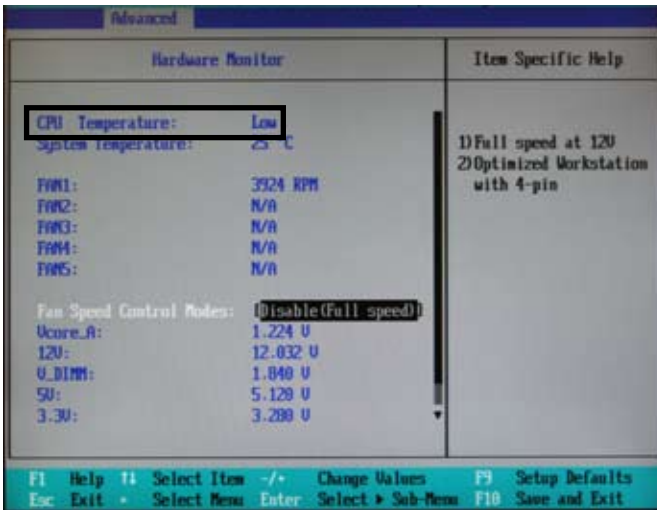 Advanced
Hardware Monitor
Item Specific Help
CPU Temperature: Low
System Temperature: 25 C
FAN1: 3924 RPM
FAN2: N/A
FAN3: N/A
FAN4: N/A
FAN5: N/A
Fan Speed Control Modes: [Disable(Full speed)]
Vcore_A: 1.224 V
12V: 12.032 V
V_DIMM: 1.840 V
5V: 5.120 V
3.3V: 3.280 V
1)Full speed at 12V
2)Optimized Workstation
with 4-pin
F1 Help ↑↓ Select Item -/+ Change Values F9 Setup Defaults
Esc Exit Select Menu Enter Select ▶ Sub-Menu F10 Save and Exit